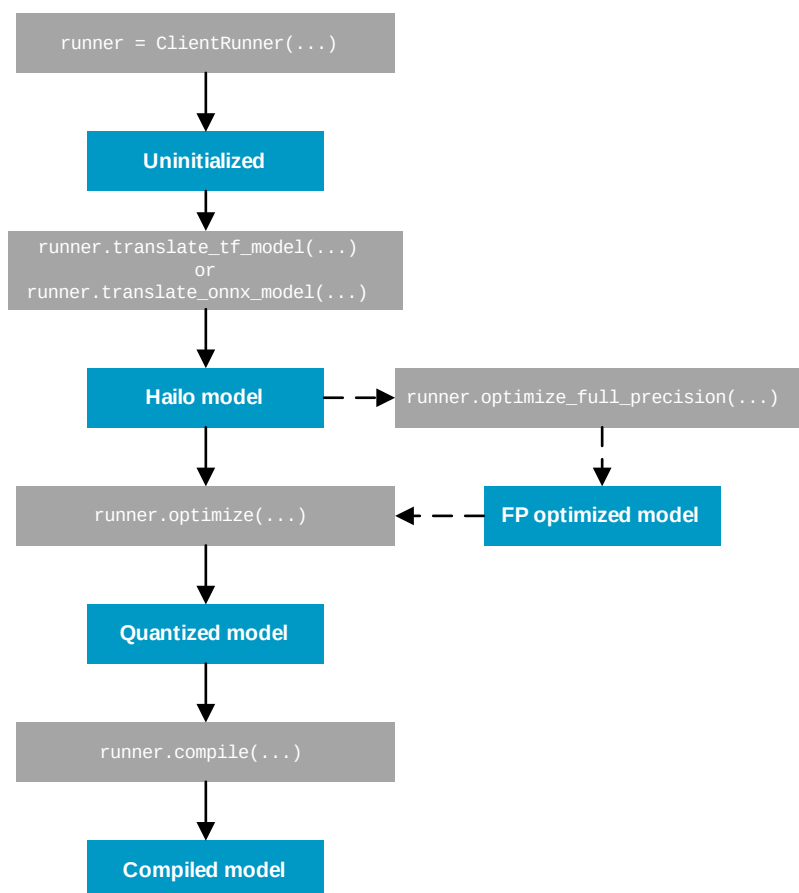 runner = ClientRunner(...)
Uninitialized
runner.translate_tf_model(...)
or
runner.translate_onnx_model(...)
Hailo model
runner.optimize_full_precision(...)
runner.optimize(...)
FP optimized model
Quantized model
runner.compile(...)
Compiled model